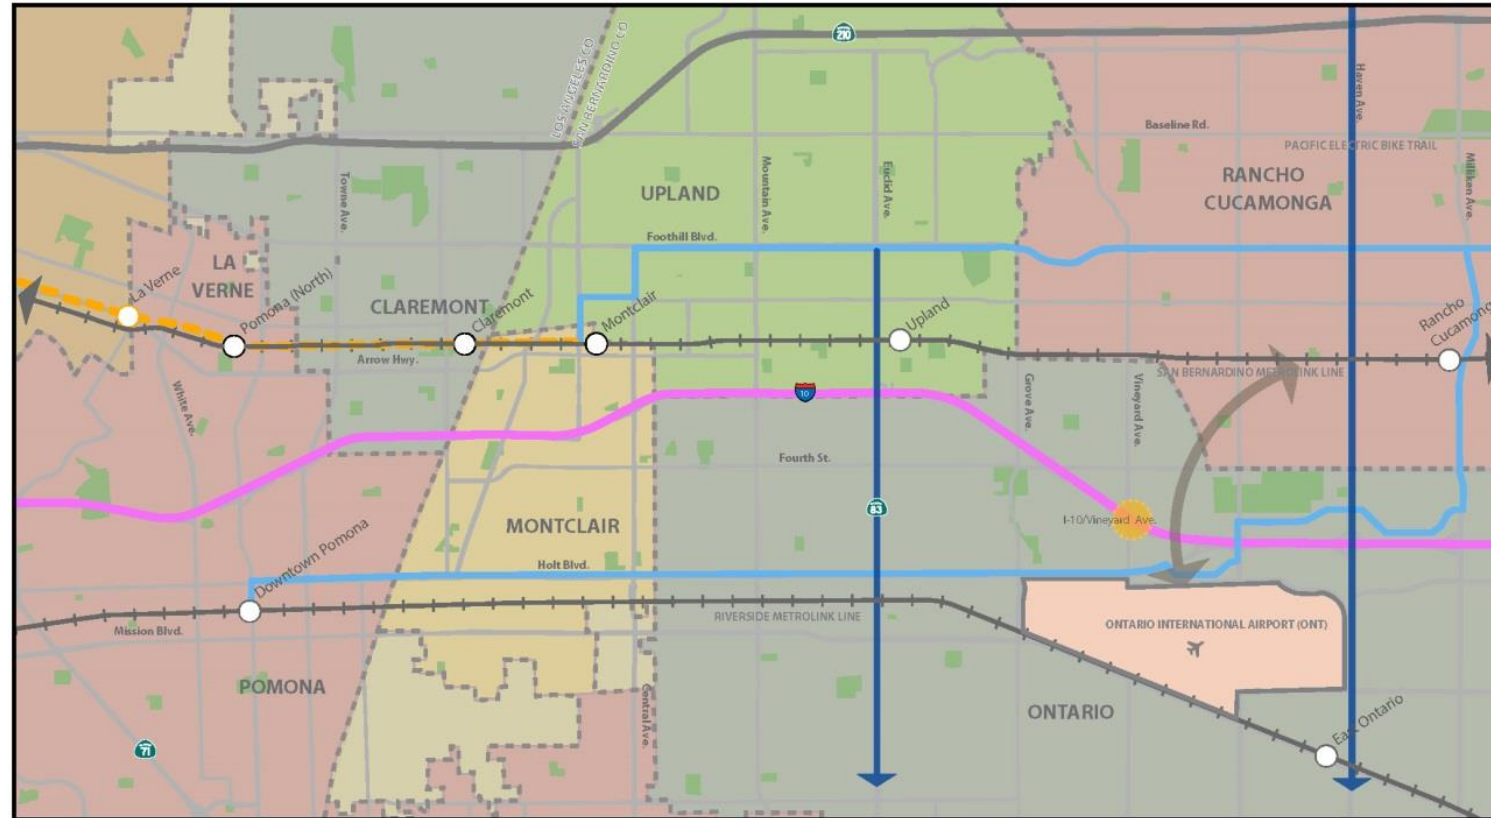 210
LOS ANGELES CO
SAN BERNARDINO CO
Haven Ave.
Baseline Rd.
PACIFIC ELECTRIC BIKE TRAIL
Milliken Ave.
Towne Ave.
Mountain Ave.
Euclid Ave.
UPLAND
RANCHO
CUCAMONGA
Foothill Blvd.
LA
VERNE
La Verne
Pomona (North)
CLAREMONT
Claremont
Montclair
Upland
Rancho
Cucamonga
Arrow Hwy.
SAN BERNARDINO METROLINK LINE
White Ave.
10
Grove Ave.
Vineyard Ave.
Fourth St.
83
I-10/Vineyard Ave.
MONTCLAIR
Downtown Pomona
Holt Blvd.
RIVERSIDE METROLINK LINE
ONTARIO INTERNATIONAL AIRPORT (ONT)
Mission Blvd.
POMONA
Central Ave.
ONTARIO
East Ontario
71